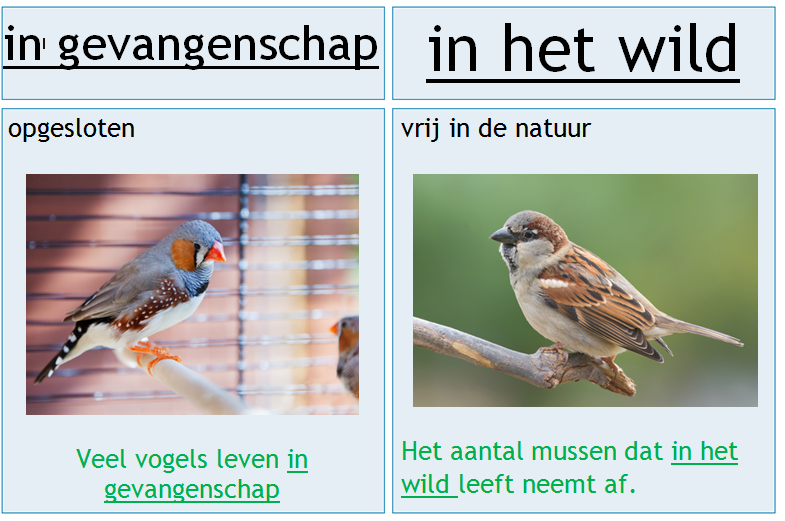 in gevangenschap
in het wild
opgesloten
vrij in de natuur
Veel vogels leven in
gevangenschap
Het aantal mussen dat in het
wild leeft neemt af.